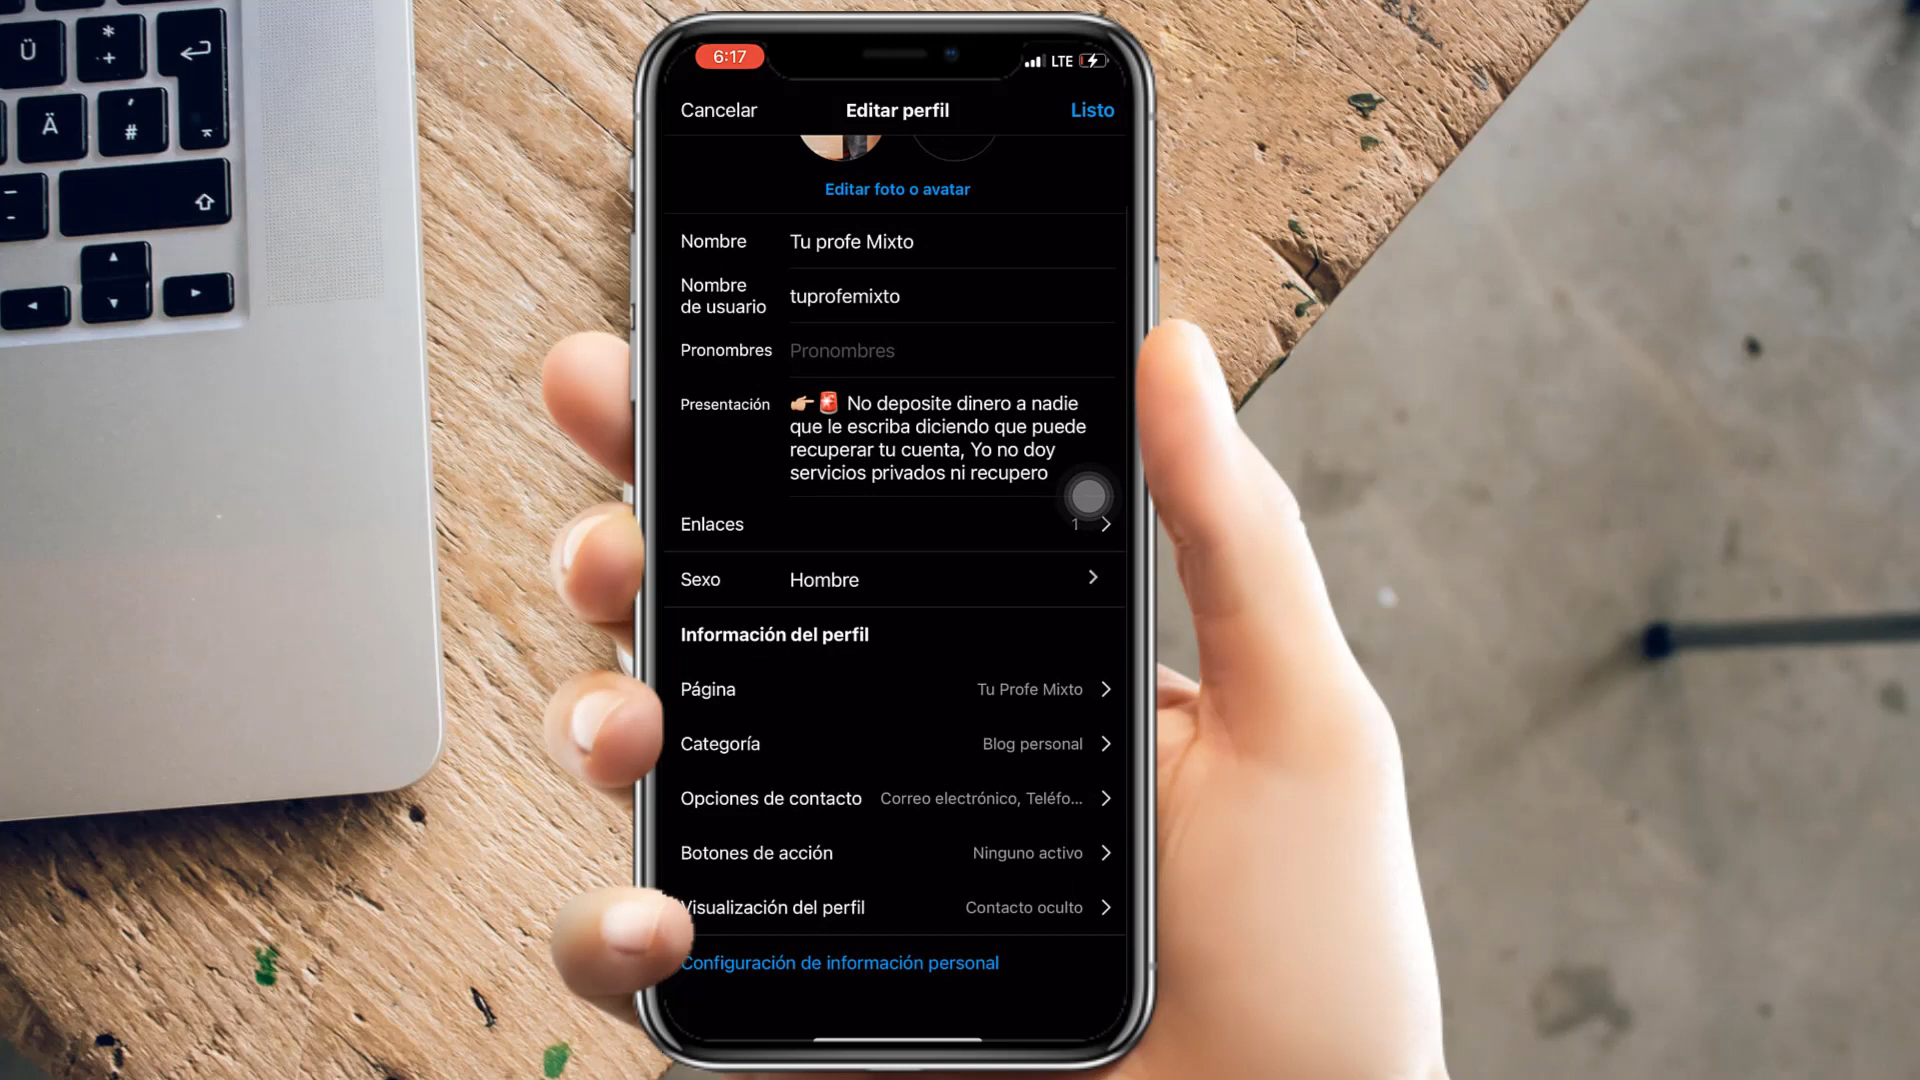 6:17
LTE
Cancelar
Editar perfil
Listo
Editar foto o avatar
Nombre
Tu profe Mixto
Nombre
de usuario
tuprofemixto
Pronombres
Pronombres
Presentación
👉🏼🚨 No deposite dinero a nadie
que le escriba diciendo que puede
recuperar tu cuenta, Yo no doy
servicios privados ni recupero
Enlaces
1
Sexo
Hombre
Información del perfil
Página
Tu Profe Mixto
Categoría
Blog personal
Opciones de contacto
Correo electrónico, Teléfo...
Botones de acción
Ninguno activo
Visualización del perfil
Contacto oculto
Configuración de información personal
Ü
*
+
Ä
'
#